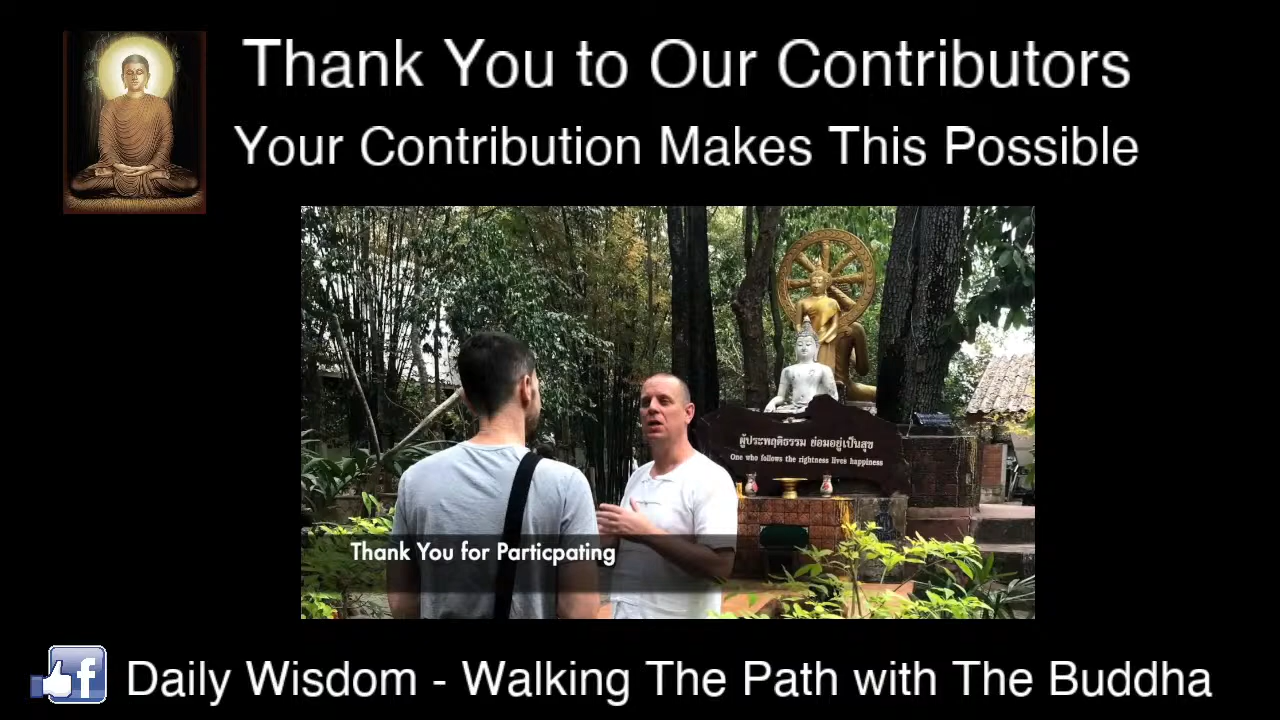 Thank You to Our Contributors
Your Contribution Makes This Possible
ผู้ประพฤติธรรม ย่อมอยู่เป็นสุข
One who follows the rightness lives happiness
Thank You for Particpating
f
Daily Wisdom - Walking The Path with The Buddha